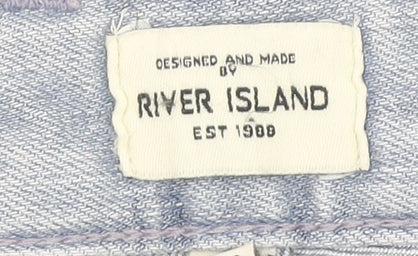 DESIGNED AND MADE
BY
RIVER ISLAND
EST 1988